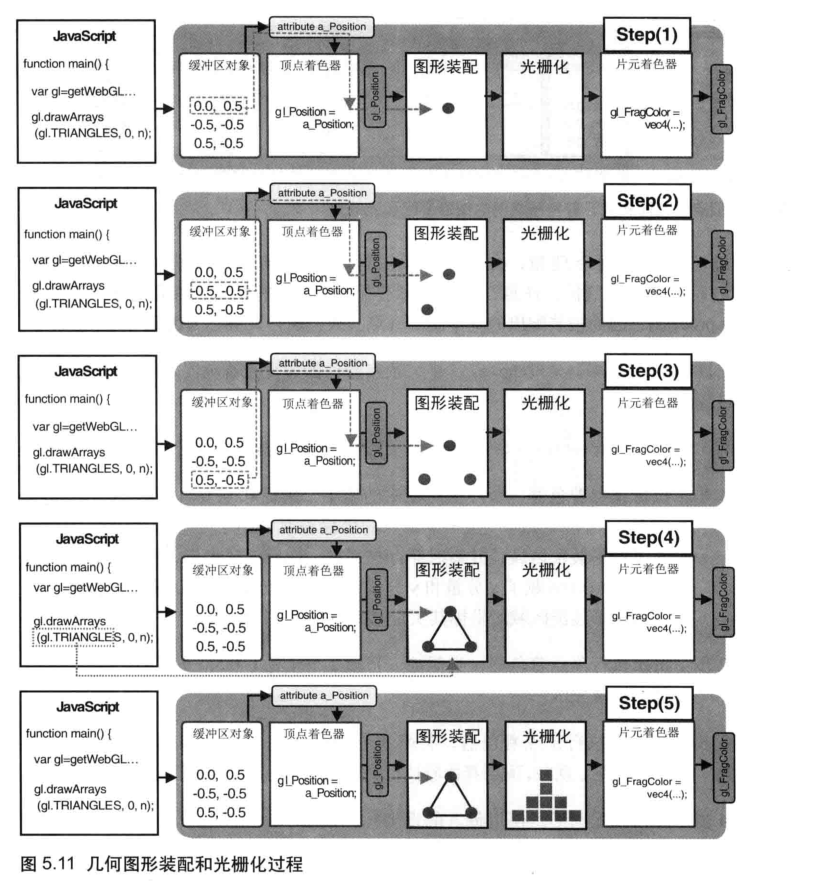 JavaScript
function main() {
var gl=getWebGL…
gl.drawArrays
(gl.TRIANGLES, 0, n);
attribute a_Position
缓冲区对象
0.0, 0.5
-0.5, -0.5
0.5, -0.5
顶点着色器
gl_Position =
a_Position;
gl_Position
图形装配
光栅化
Step(1)
片元着色器
gl_FragColor =
vec4(...);
gl_FragColor
JavaScript
function main() {
var gl=getWebGL…
gl.drawArrays
(gl.TRIANGLES, 0, n);
attribute a_Position
缓冲区对象
0.0, 0.5
-0.5, -0.5
0.5, -0.5
顶点着色器
gl_Position =
a_Position;
gl_Position
图形装配
光栅化
Step(2)
片元着色器
gl_FragColor =
vec4(...);
gl_FragColor
JavaScript
function main() {
var gl=getWebGL…
gl.drawArrays
(gl.TRIANGLES, 0, n);
attribute a_Position
缓冲区对象
0.0, 0.5
-0.5, -0.5
0.5, -0.5
顶点着色器
gl_Position =
a_Position;
gl_Position
图形装配
光栅化
Step(3)
片元着色器
gl_FragColor =
vec4(...);
gl_FragColor
JavaScript
function main() {
var gl=getWebGL…
gl.drawArrays
(gl.TRIANGLES, 0, n);
attribute a_Position
缓冲区对象
0.0, 0.5
-0.5, -0.5
0.5, -0.5
顶点着色器
gl_Position =
a_Position;
gl_Position
图形装配
光栅化
Step(4)
片元着色器
gl_FragColor =
vec4(...);
gl_FragColor
JavaScript
function main() {
var gl=getWebGL…
gl.drawArrays
(gl.TRIANGLES, 0, n);
attribute a_Position
缓冲区对象
0.0, 0.5
-0.5, -0.5
0.5, -0.5
顶点着色器
gl_Position =
a_Position;
gl_Position
图形装配
光栅化
Step(5)
片元着色器
gl_FragColor =
vec4(...);
gl_FragColor
图 5.11 几何图形装配和光栅化过程